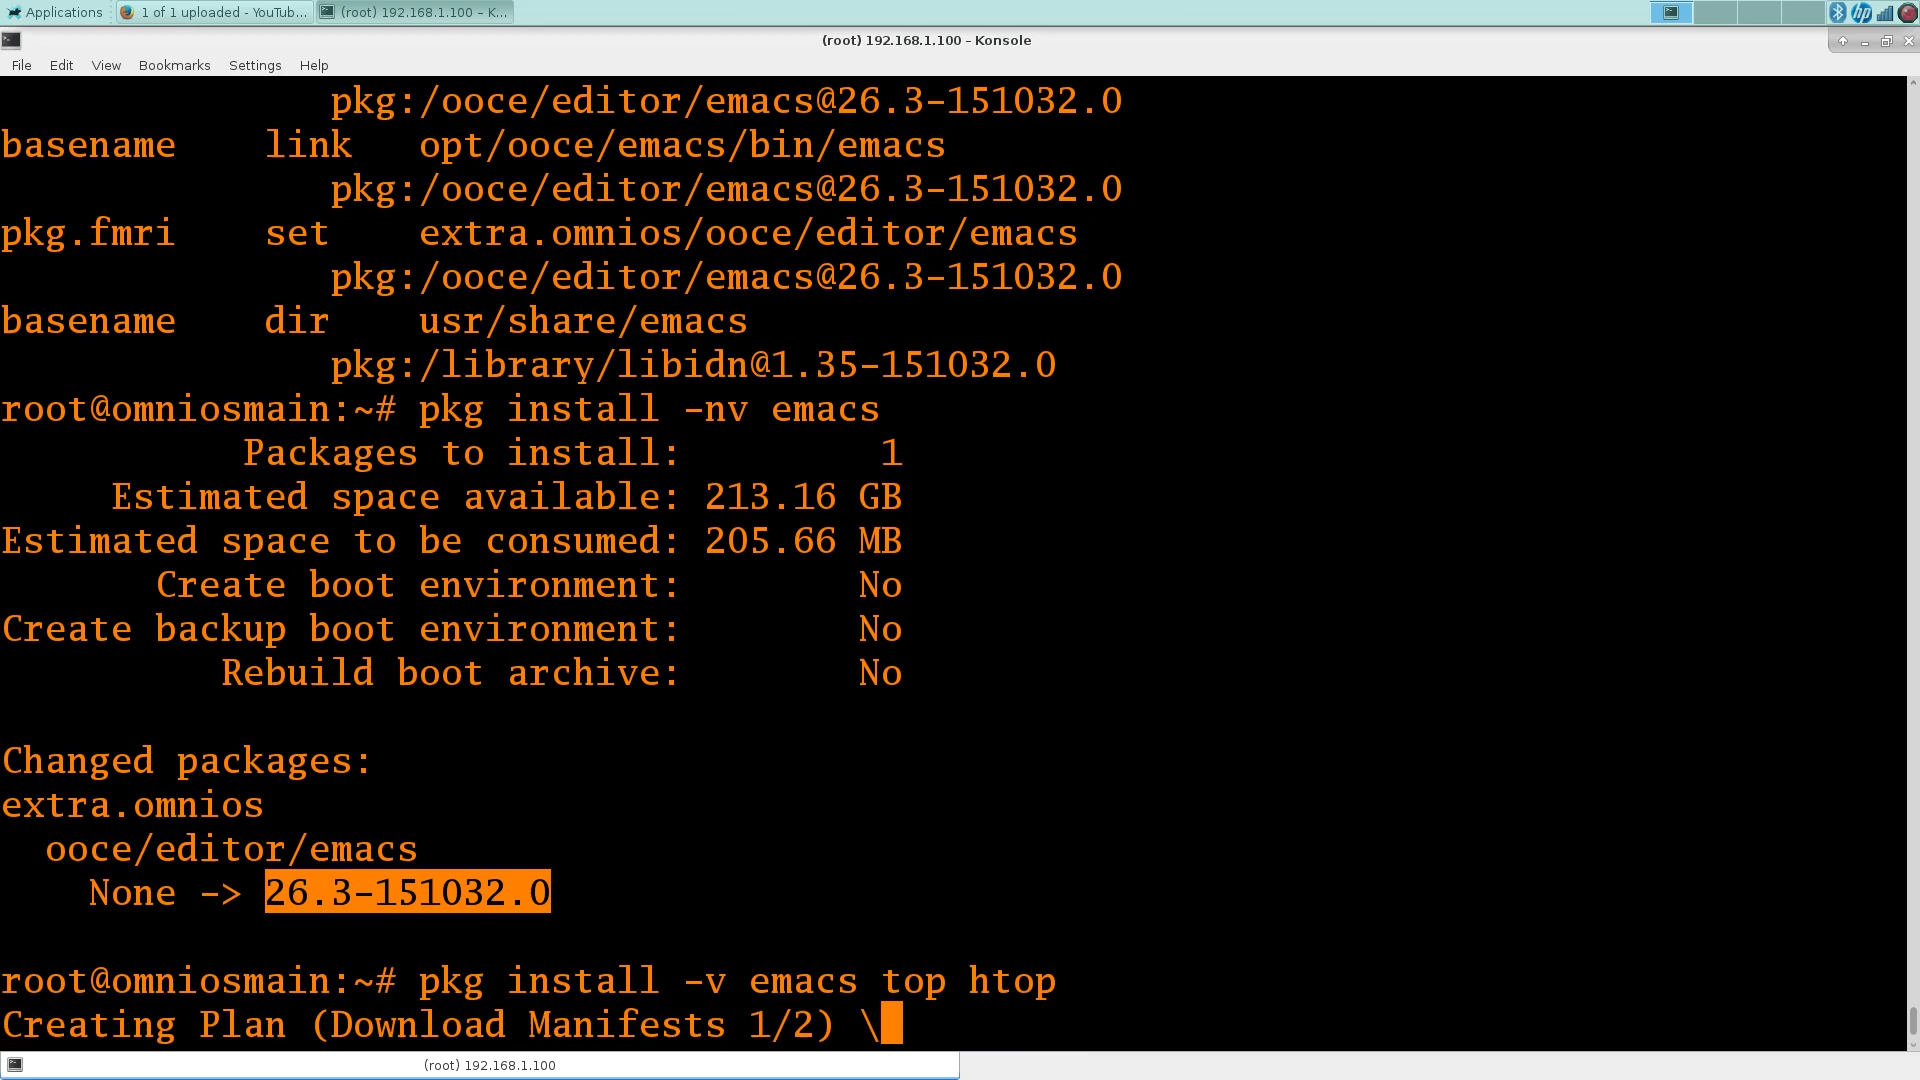 Applications
1 of 1 uploaded - YouTub...
(root) 192.168.1.100 – K...
(root) 192.168.1.100 – Konsole
File Edit View Bookmarks Settings Help
pkg:/ooce/editor/emacs@26.3-151032.0
basename link opt/ooce/emacs/bin/emacs
pkg:/ooce/editor/emacs@26.3-151032.0
pkg.fmri set extra.omnios/ooce/editor/emacs
pkg:/ooce/editor/emacs@26.3-151032.0
basename dir usr/share/emacs
pkg:/library/libidn@1.35-151032.0
root@omniosmain:~# pkg install -nv emacs
Packages to install: 1
Estimated space available: 213.16 GB
Estimated space to be consumed: 205.66 MB
Create boot environment: No
Create backup boot environment: No
Rebuild boot archive: No
Changed packages:
extra.omnios
ooce/editor/emacs
None -> 26.3-151032.0
root@omniosmain:~# pkg install -v emacs top htop
Creating Plan (Download Manifests 1/2) \
(root) 192.168.1.100